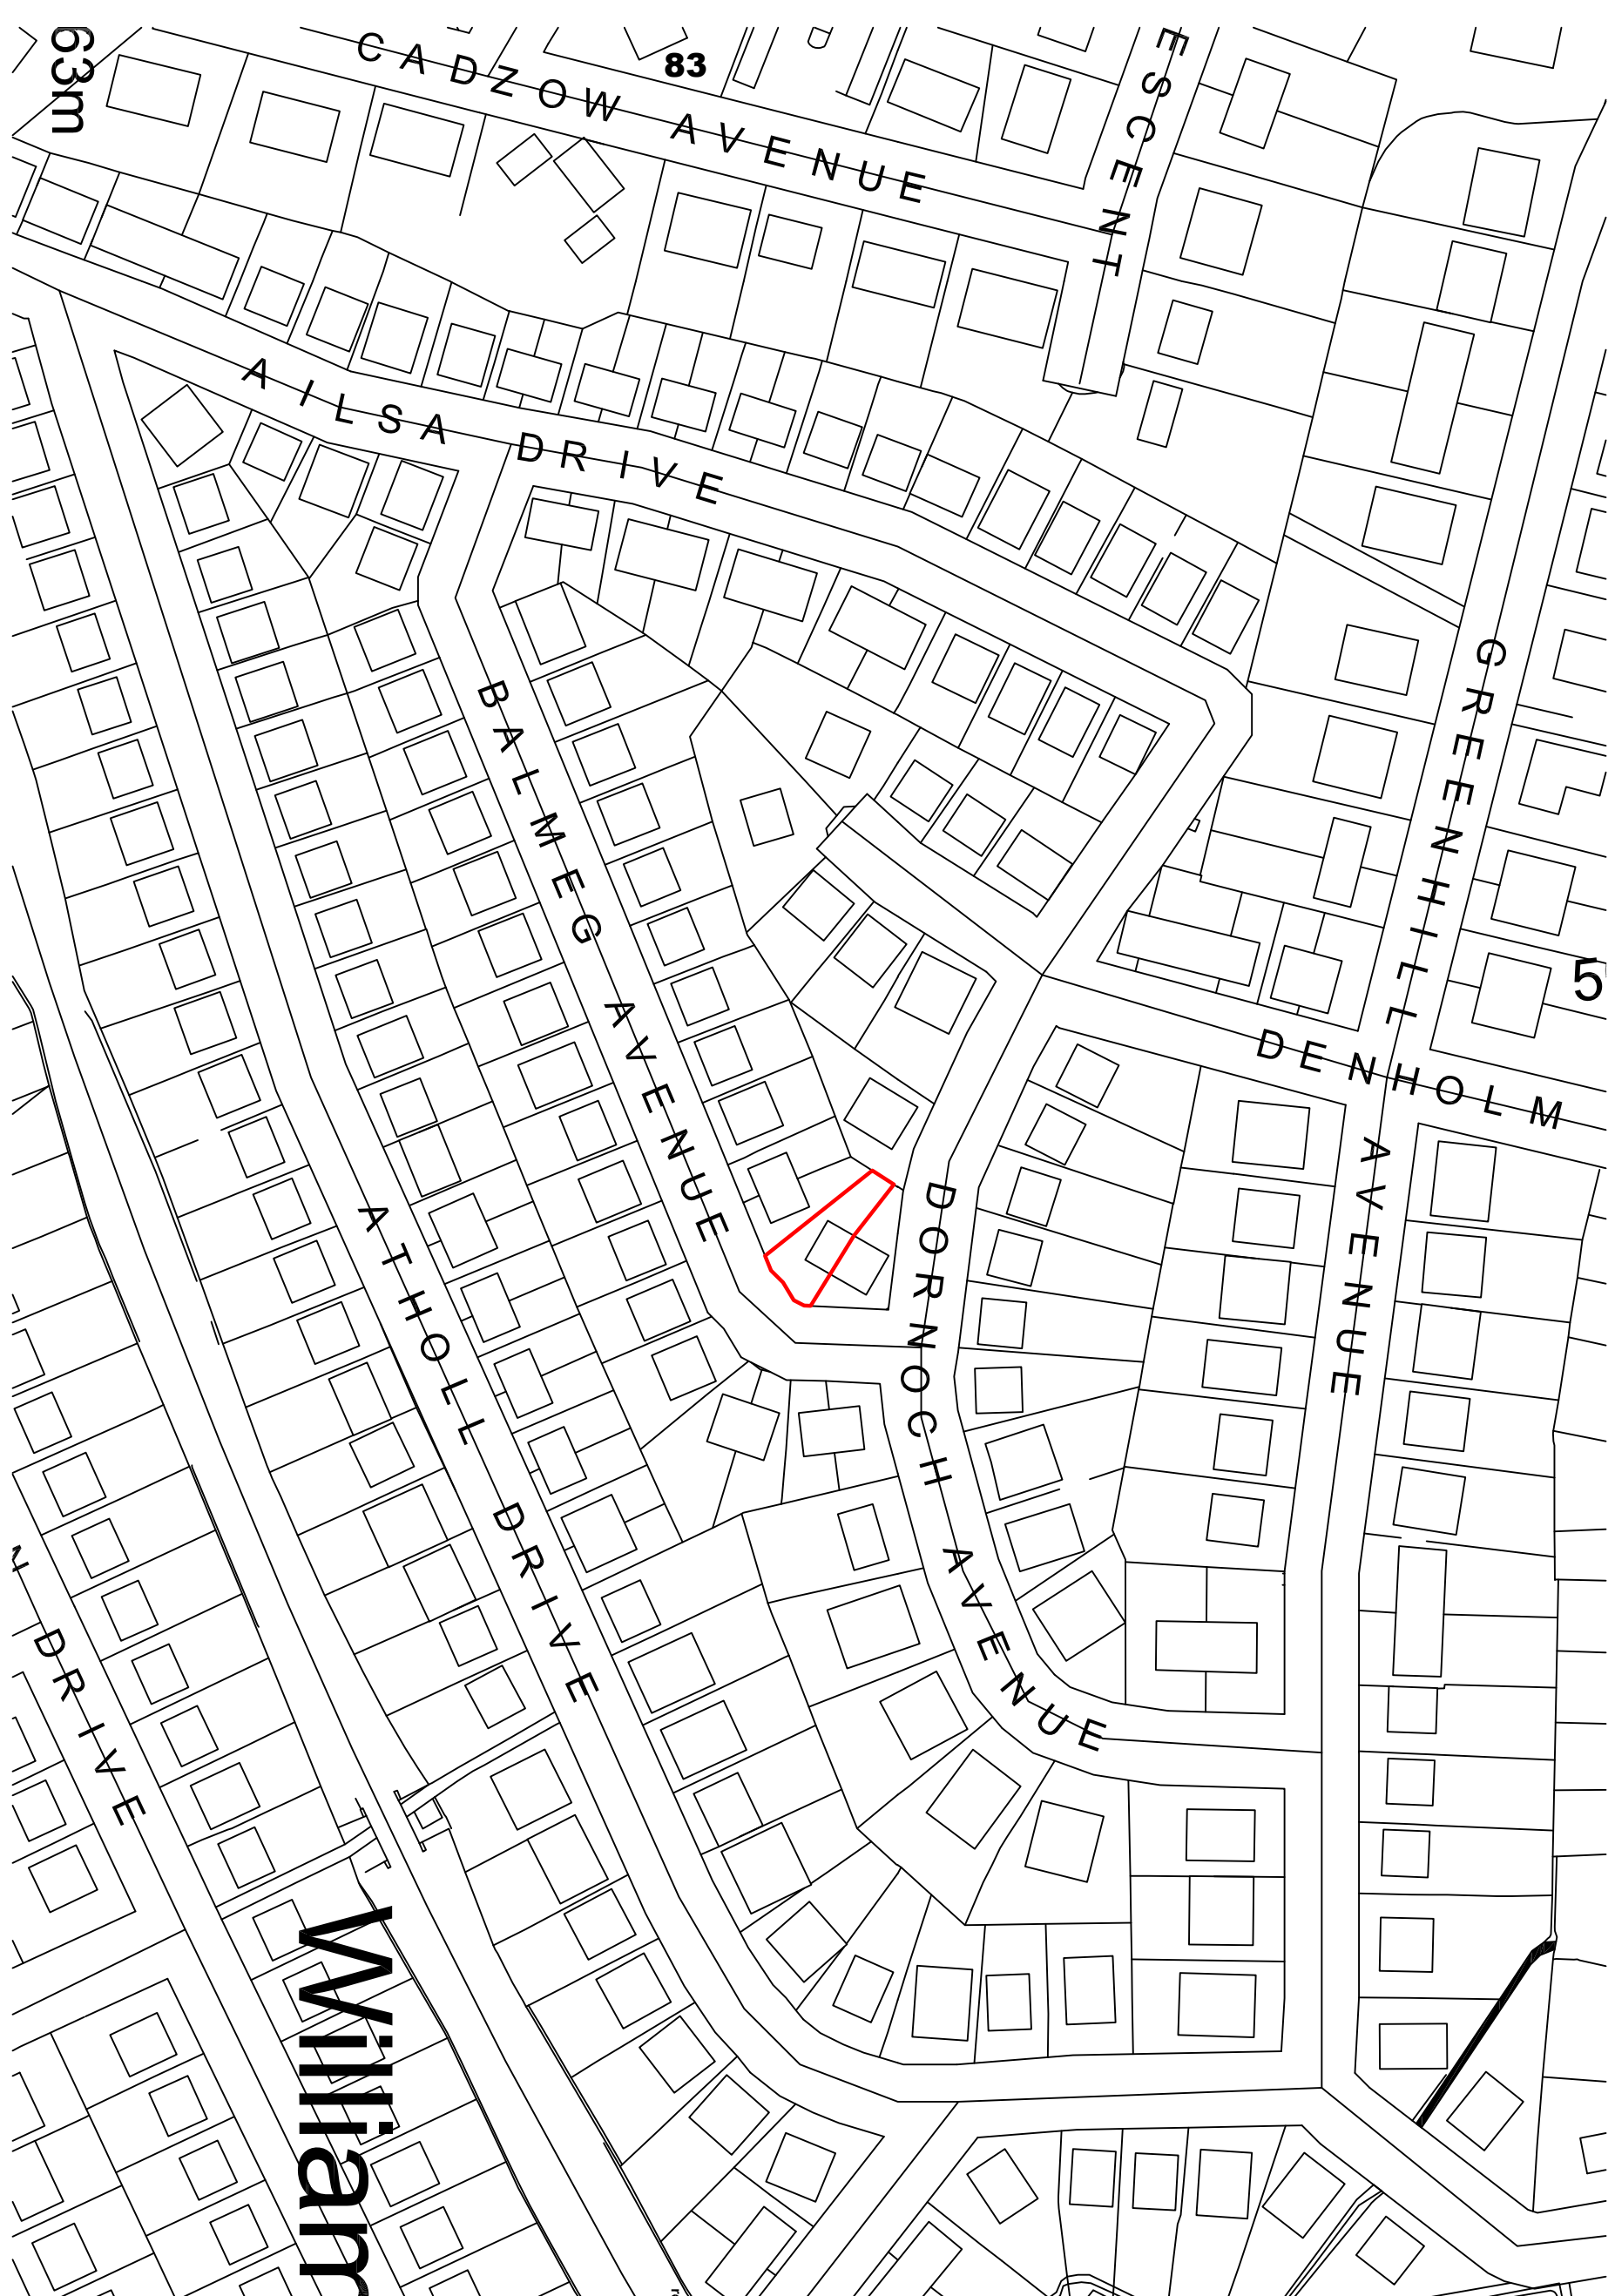 63m
CADZOW AVENUE
83
ESCENT
AILSA DRIVE
BALMEG AVENUE
GREENHILL AVENUE
5
DENHOLM
DORNOCH AVENUE
ATHOLL DRIVE
N DRIVE
William